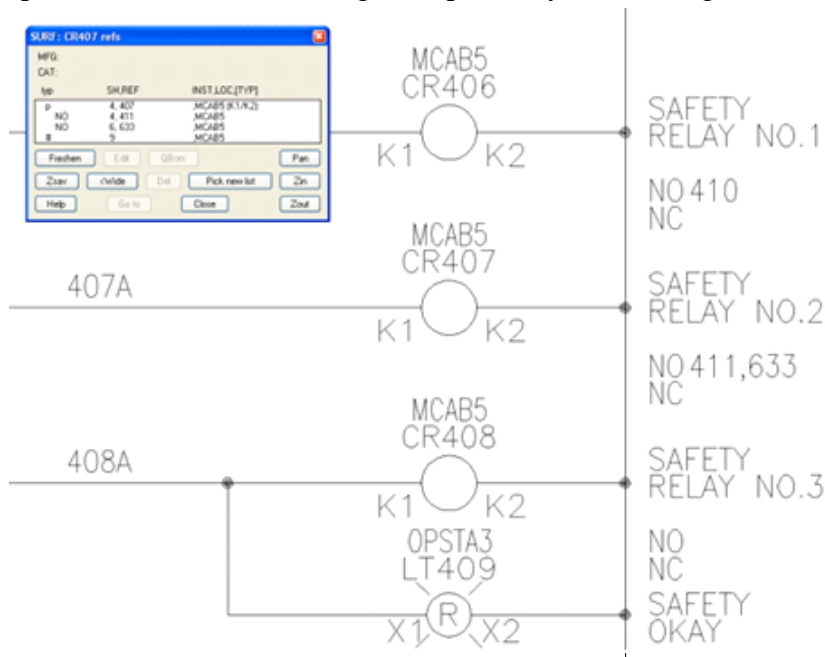 SURF: CR407 refs
MFG:
CAT:
typ SH,REF INST,LOC,[TYP]
p 4, 407 ,MCAB5 (K1/K2)
NO 4, 411 ,MCAB5
NO 6, 633 ,MCAB5
9 ,MCAB5
Freshen Edit QBom Pan
Zsav <Wide Del Pick new list Zin
Help Go to Close Zout
MCAB5
CR406
K1 K2
SAFETY
RELAY NO.1
NO 410
NC
MCAB5
CR407
407A
K1 K2
SAFETY
RELAY NO.2
NO 411,633
NC
MCAB5
CR408
408A
K1 K2
SAFETY
RELAY NO.3
NO
NC
OPSTA3
LT409
X1 R X2
SAFETY
OKAY